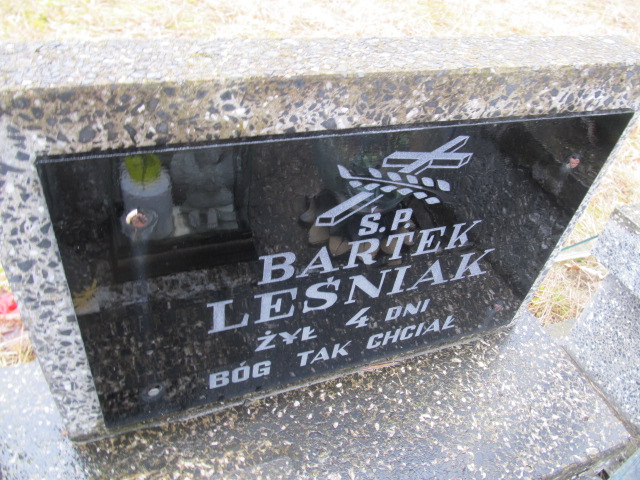 Ś.P.
BARTEK
LEŚNIAK
ŻYŁ 4 DNI
BÓG TAK CHCIAŁ